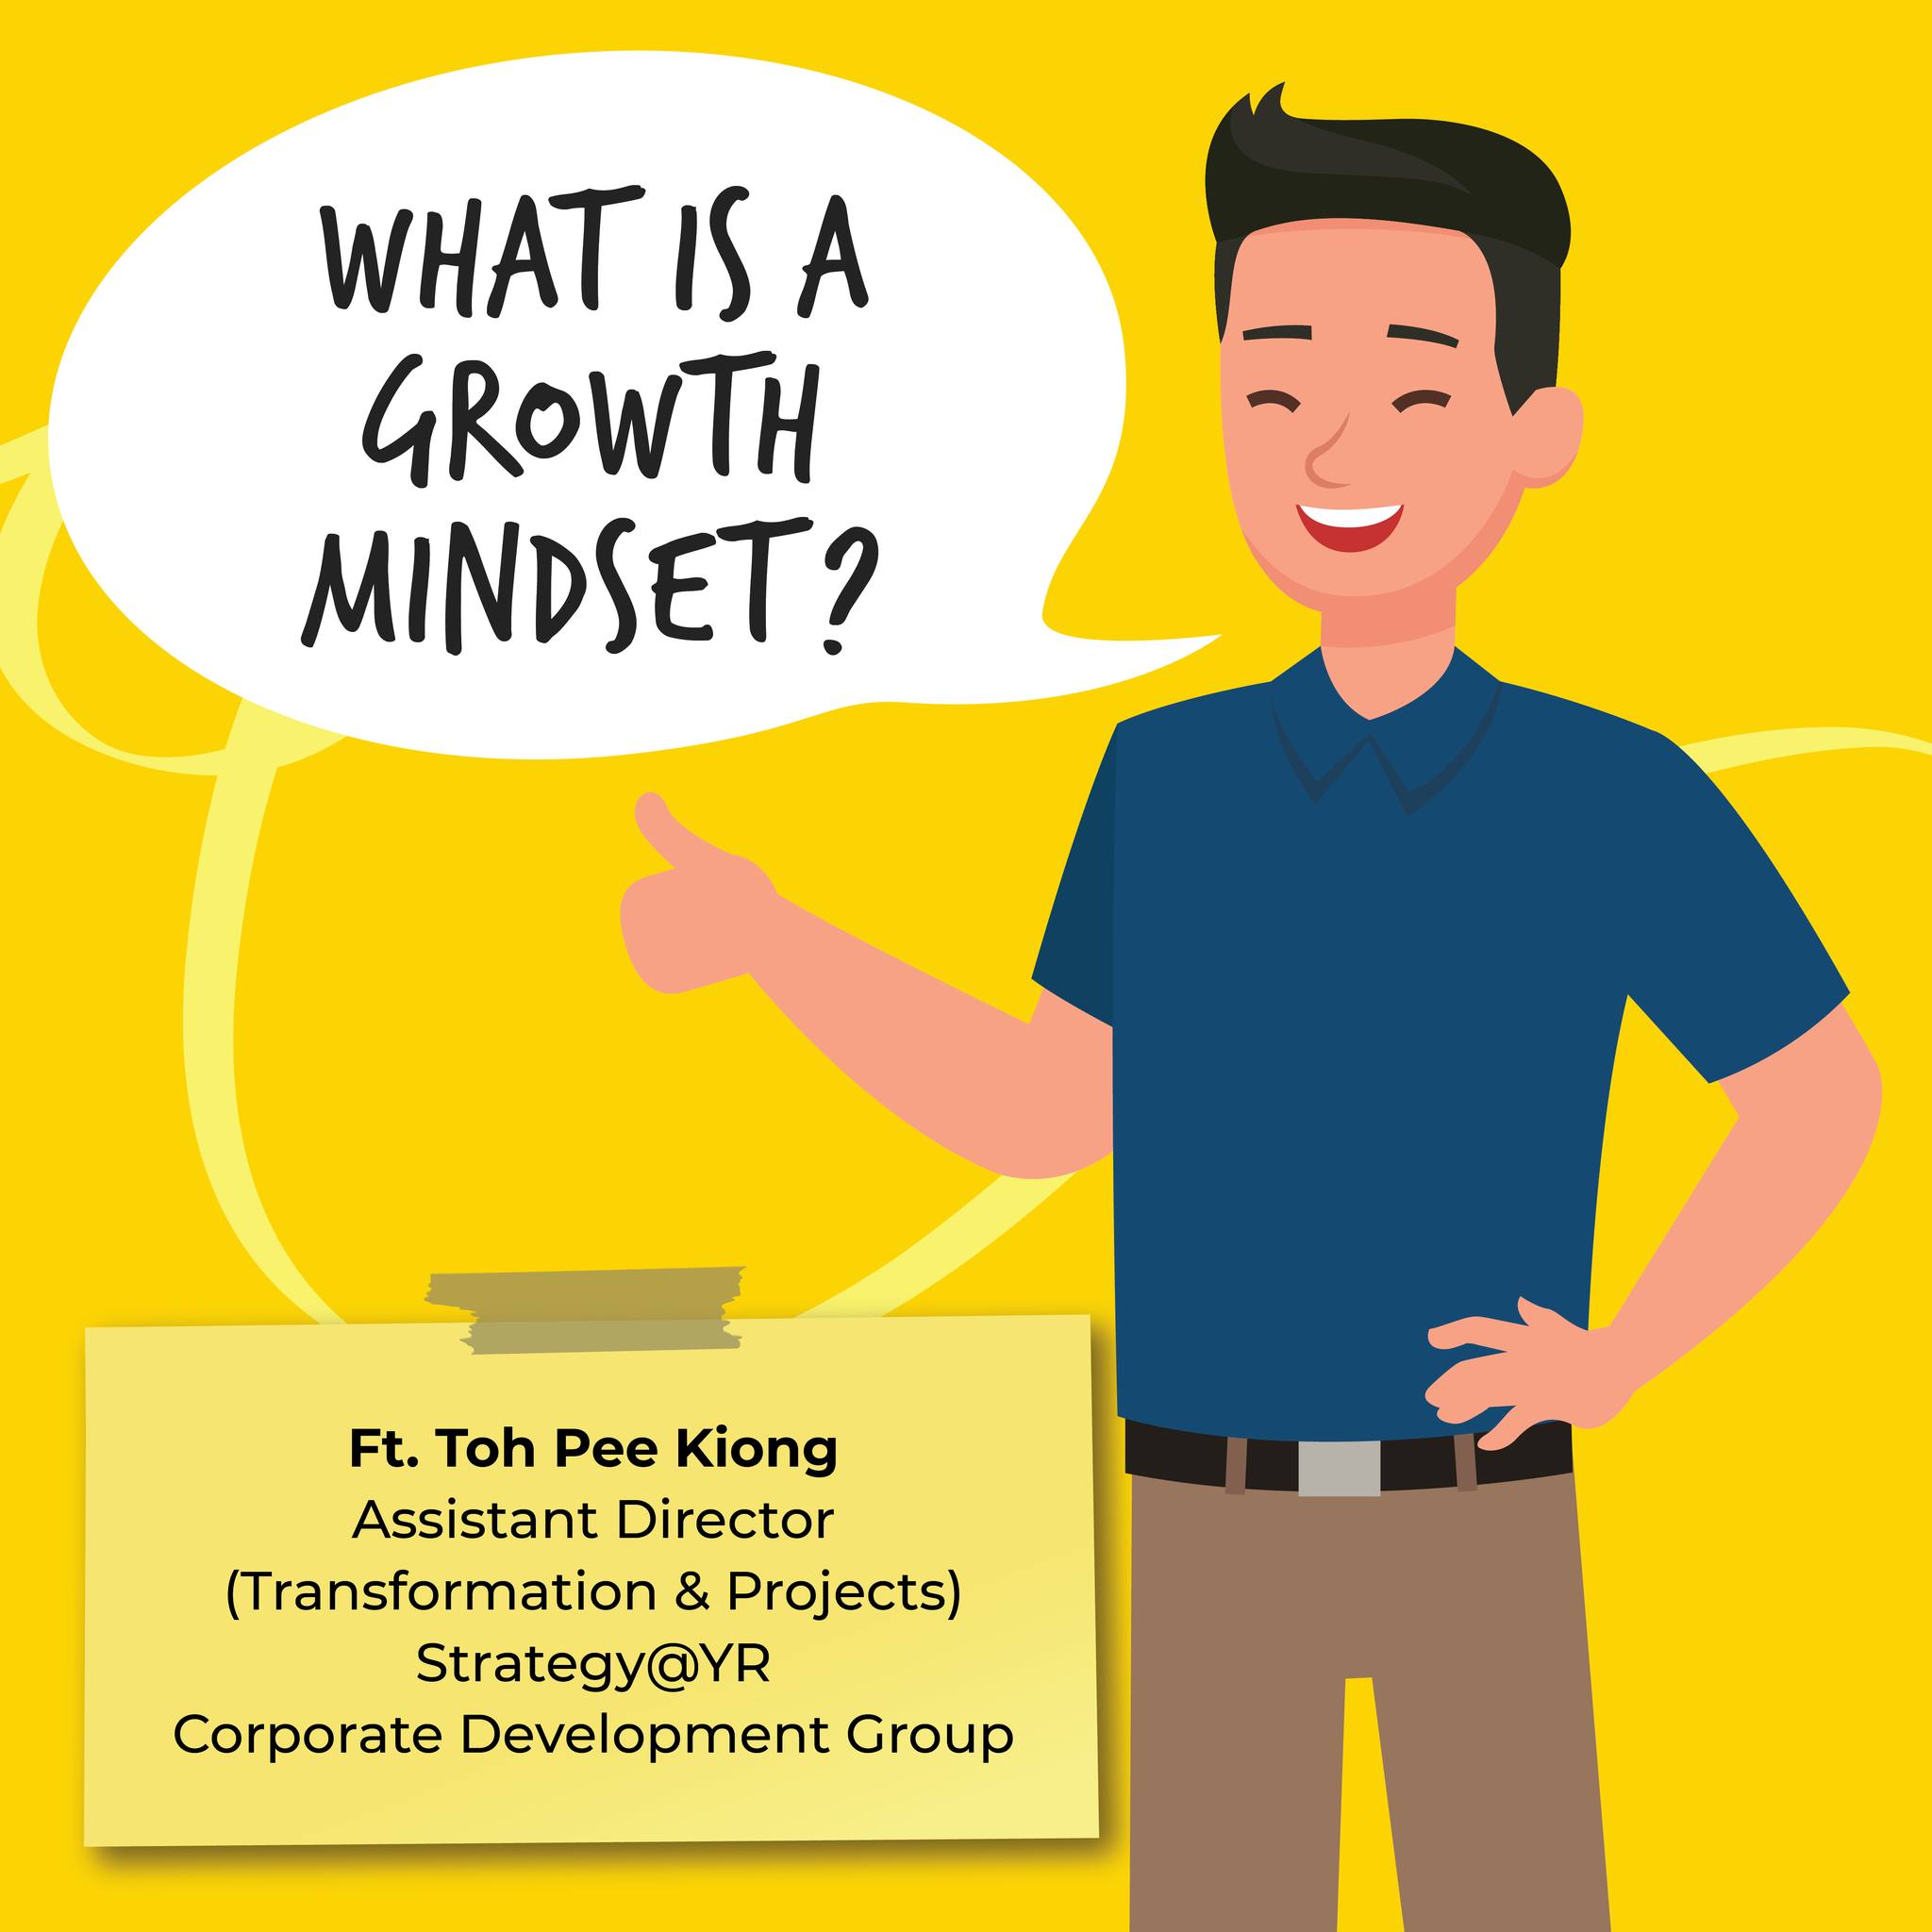 WHAT IS A
GROWTH
MINDSET?
Ft. Toh Pee Kiong
Assistant Director
(Transformation & Projects)
Strategy@YR
Corporate Development Group